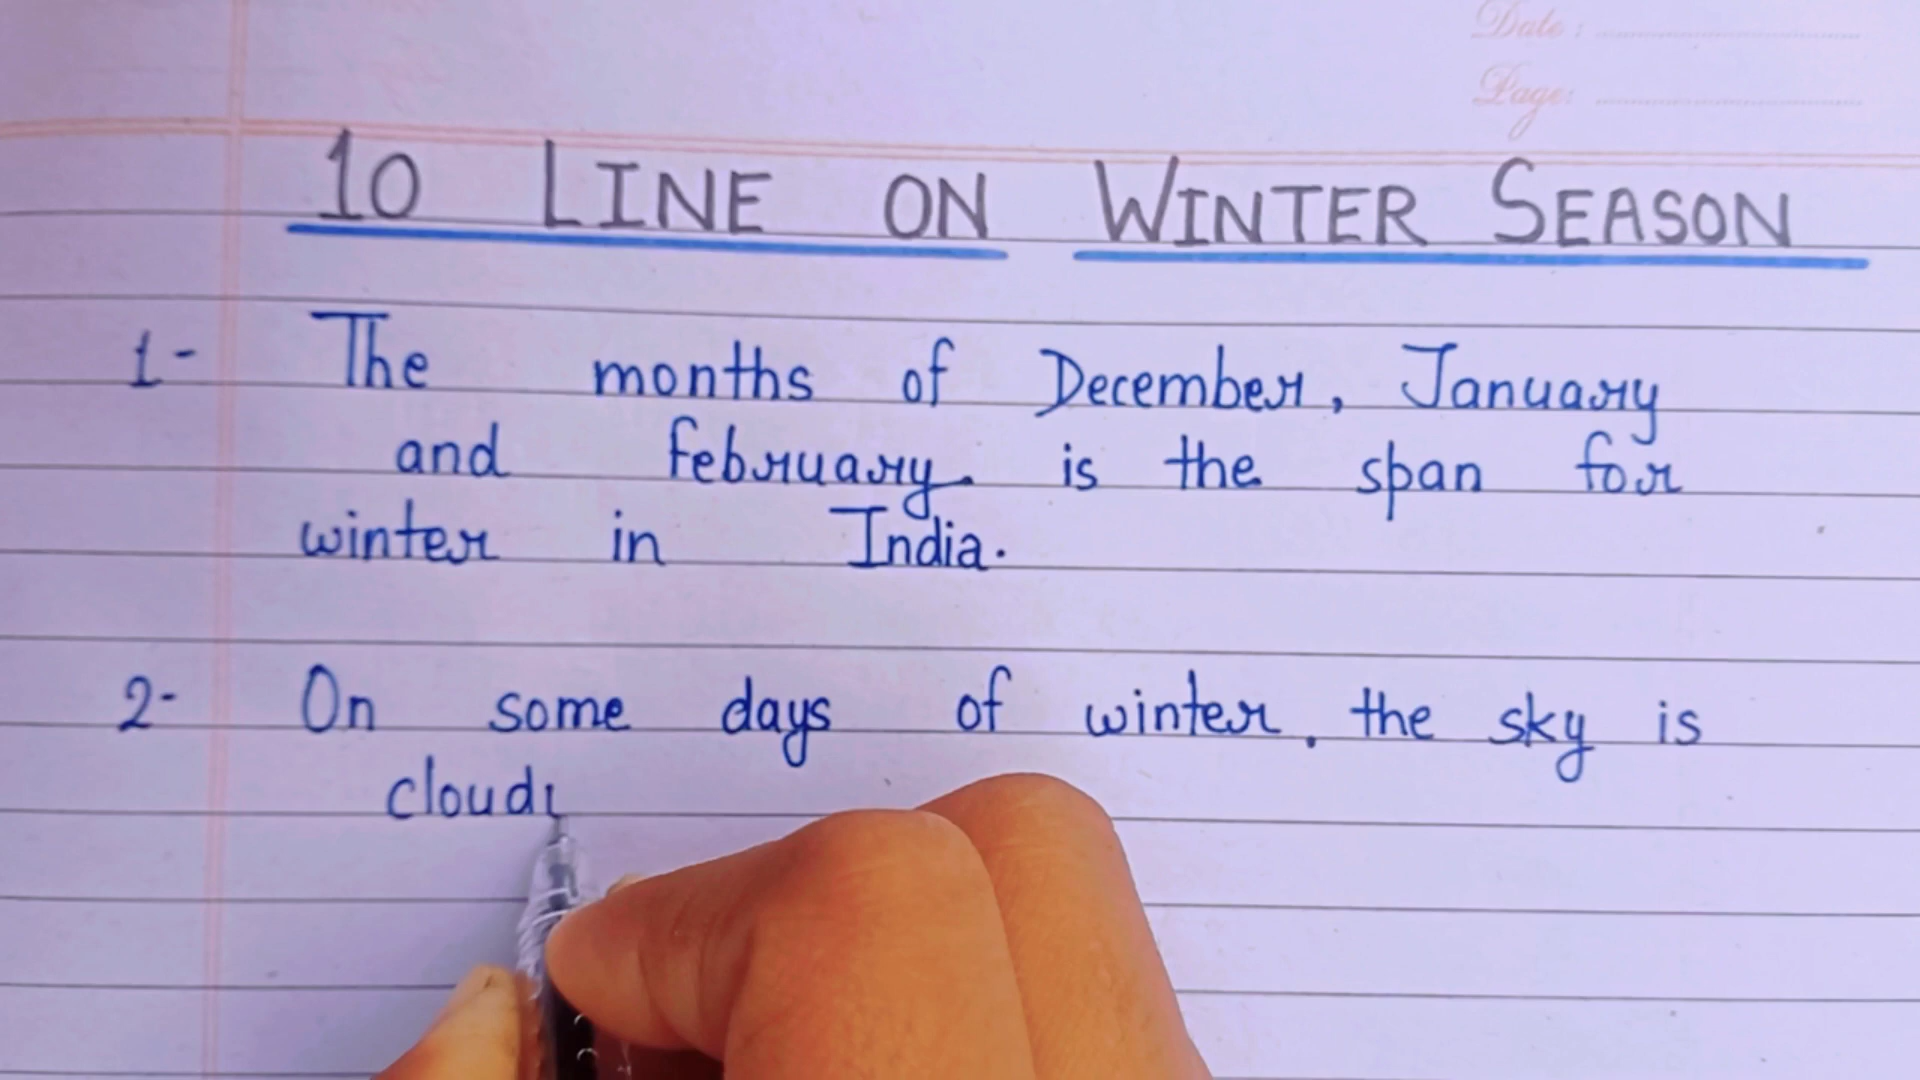 Date :
Page:
10 LINE ON WINTER SEASON
1- The months of December, January
and February is the span for
winter in India.
2- On some days of winter, the sky is